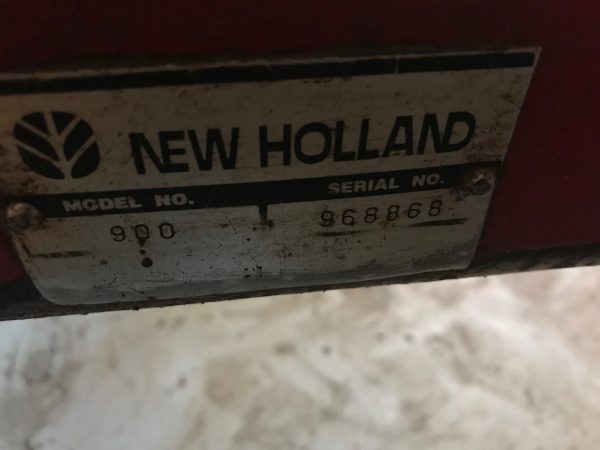 NEW HOLLAND
MODEL NO. SERIAL NO.
900 968868